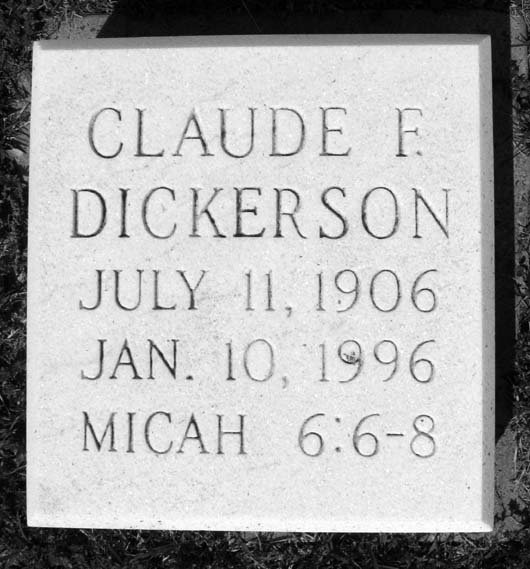 CLAUDE F.
DICKERSON
JULY 11, 1906
JAN. 10, 1996
MICAH 6:6-8